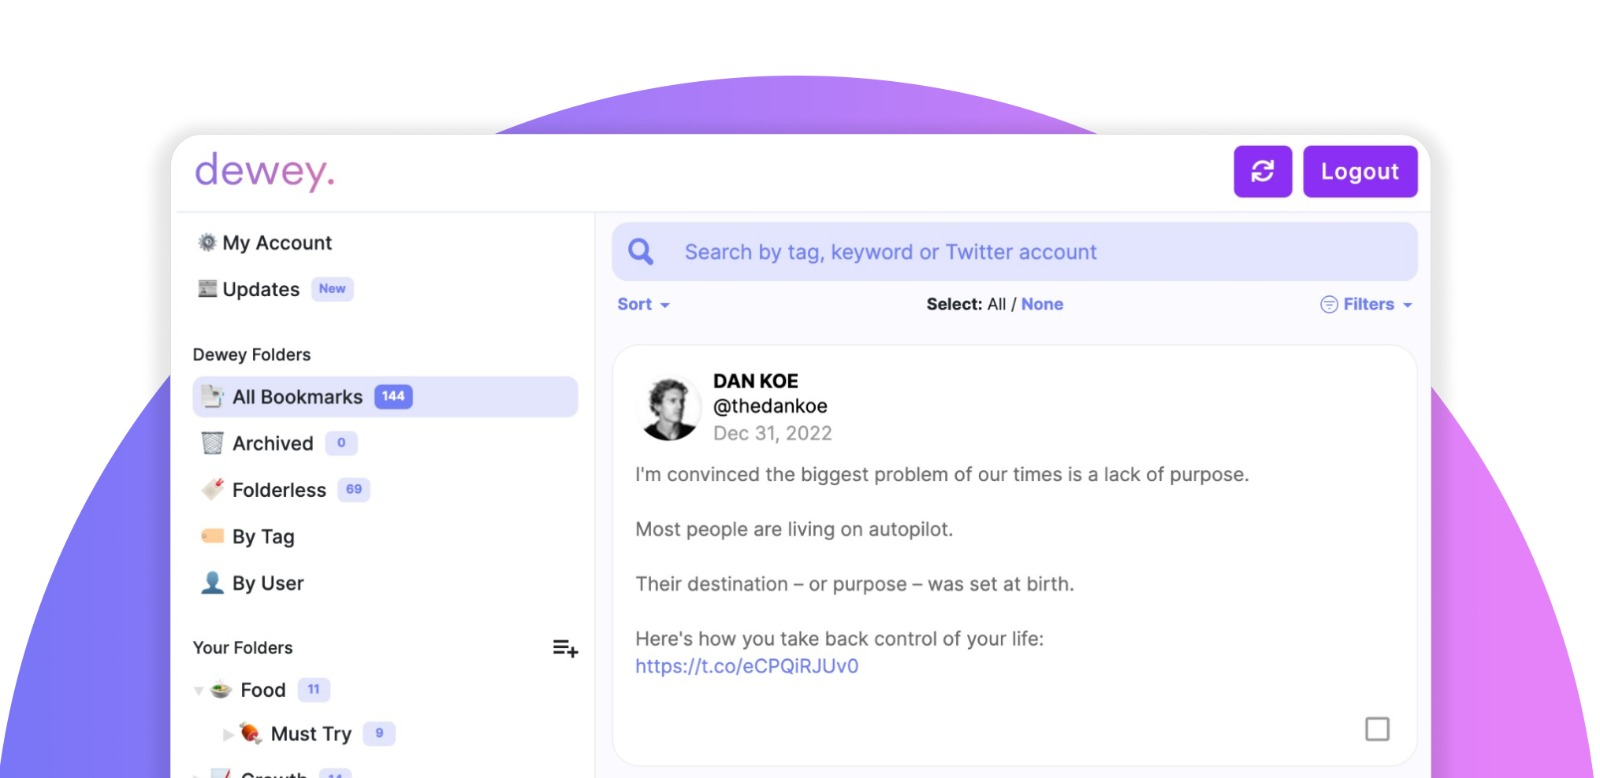 dewey.
Logout
My Account
Updates New
Dewey Folders
All Bookmarks 144
Archived 0
Folderless 69
By Tag
By User
Your Folders
Food 11
Must Try 9
Growth 14
Search by tag, keyword or Twitter account
Sort
Select: All / None
Filters
DAN KOE
@thedankoe
Dec 31, 2022
I'm convinced the biggest problem of our times is a lack of purpose.
Most people are living on autopilot.
Their destination – or purpose – was set at birth.
Here's how you take back control of your life:
https://t.co/eCPQiRJUv0